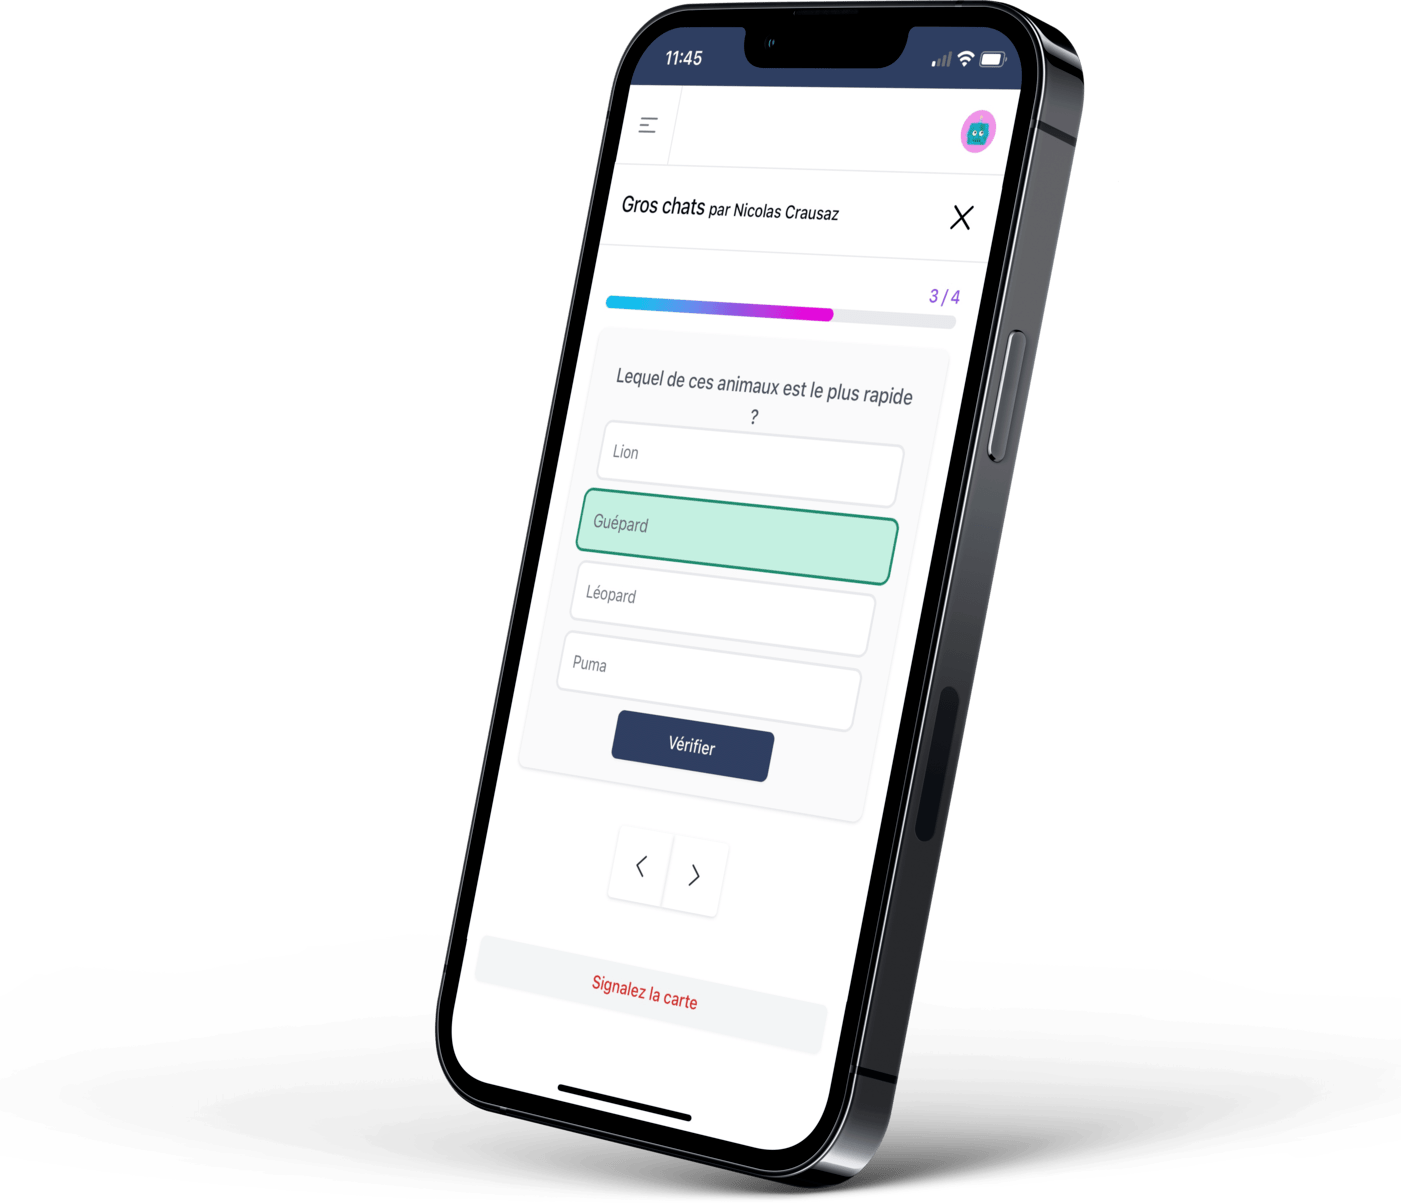 11:45
Gros chats par Nicolas Crausaz
3 / 4
Lequel de ces animaux est le plus rapide
?
Lion
Guépard
Léopard
Puma
Vérifier
Signalez la carte